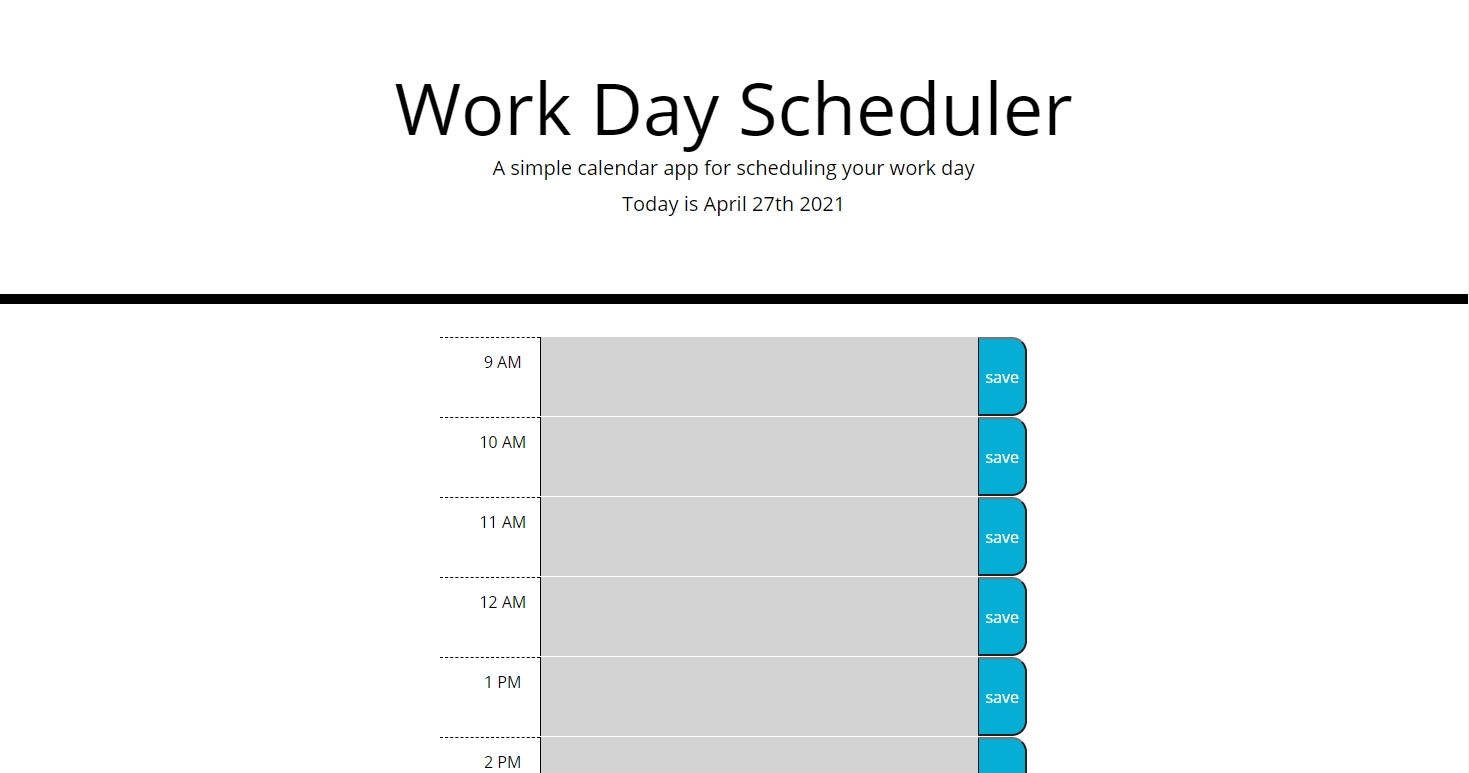 Work Day Scheduler
A simple calendar app for scheduling your work day
Today is April 27th 2021
9 AM
save
10 AM
save
11 AM
save
12 AM
save
1 PM
save
2 PM